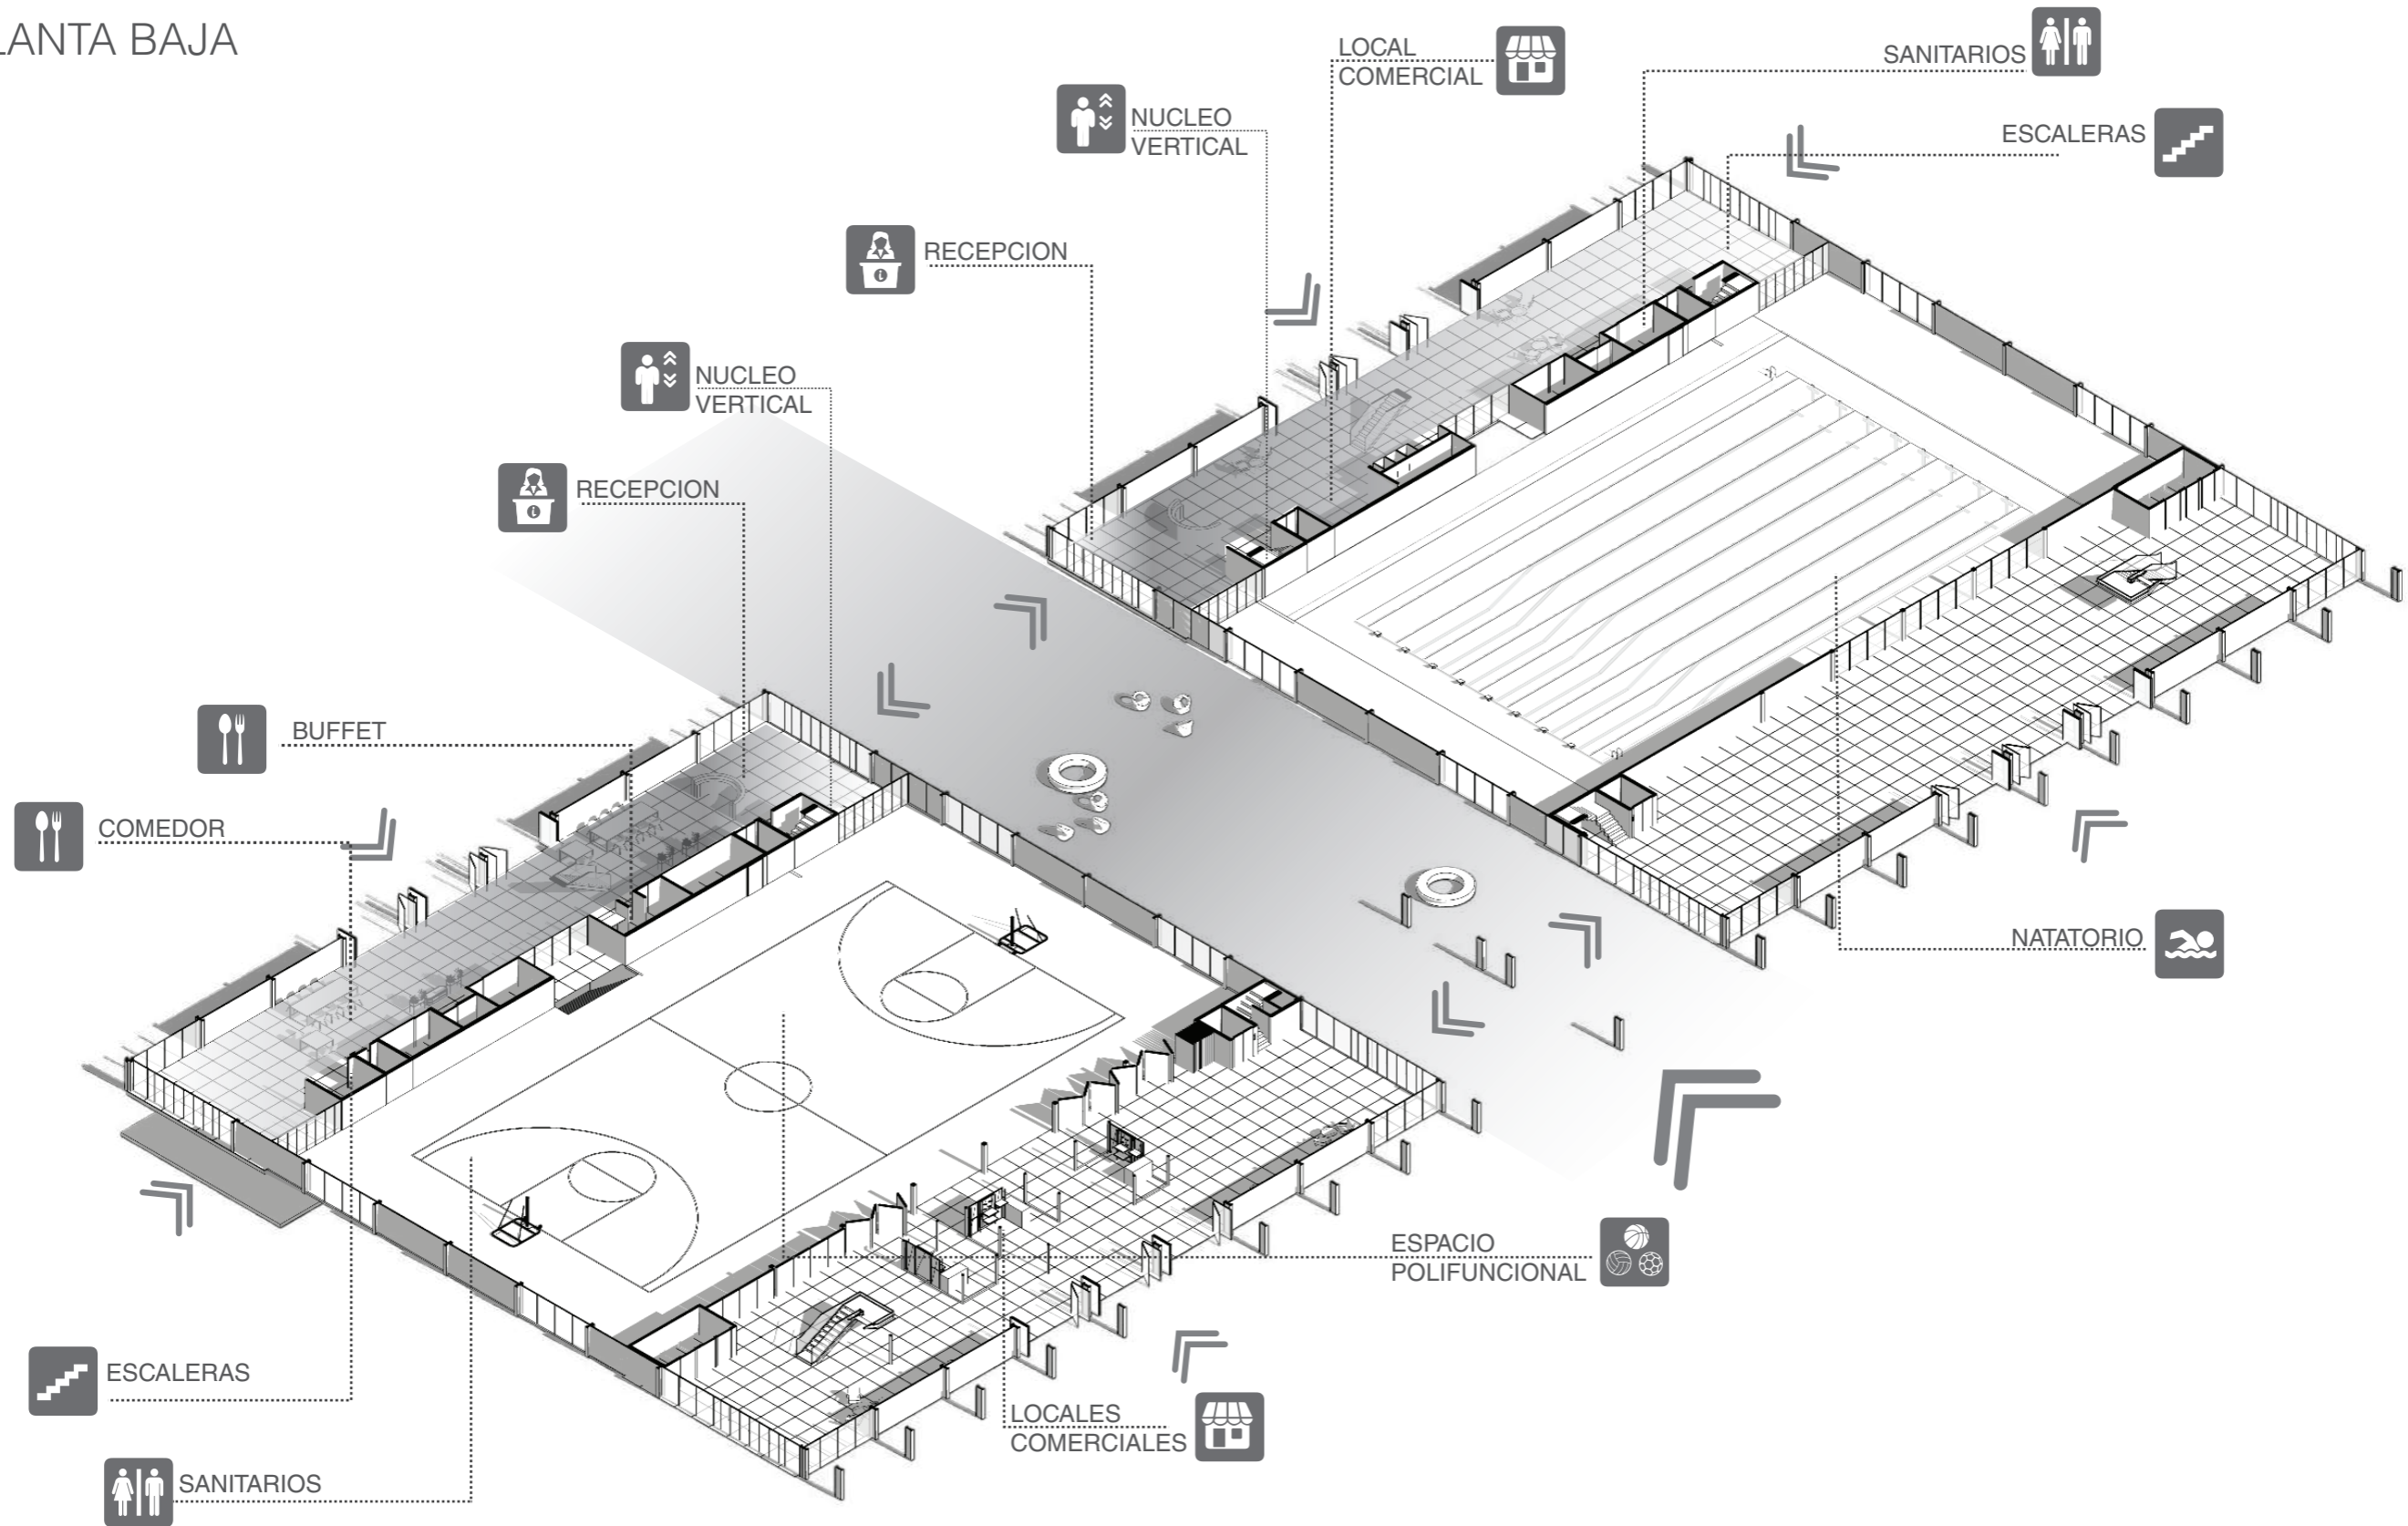 LANTA BAJA
LOCAL
COMERCIAL
SANITARIOS
NUCLEO
VERTICAL
ESCALERAS
RECEPCION
NUCLEO
VERTICAL
RECEPCION
BUFFET
COMEDOR
NATATORIO
ESPACIO
POLIFUNCIONAL
ESCALERAS
LOCALES
COMERCIALES
SANITARIOS